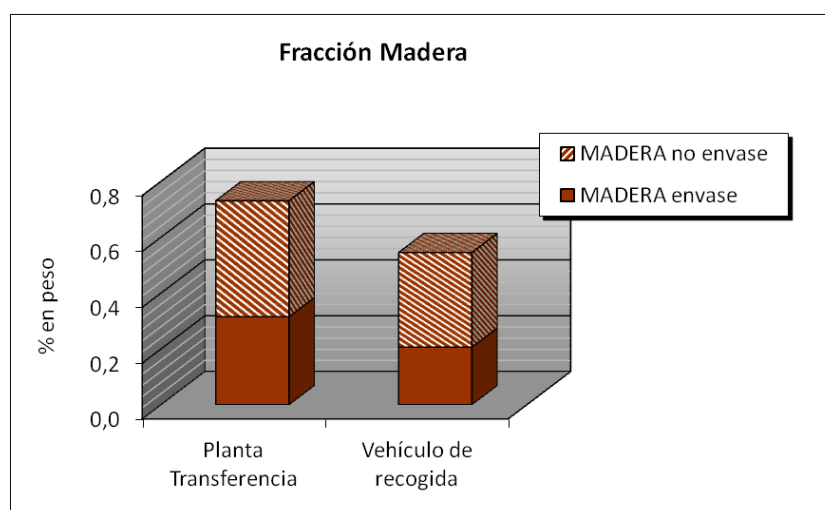 Fracción Madera
MADERA no envase
MADERA envase
% en peso
0,8
0,6
0,4
0,2
0,0
Planta
Transferencia
Vehículo de
recogida